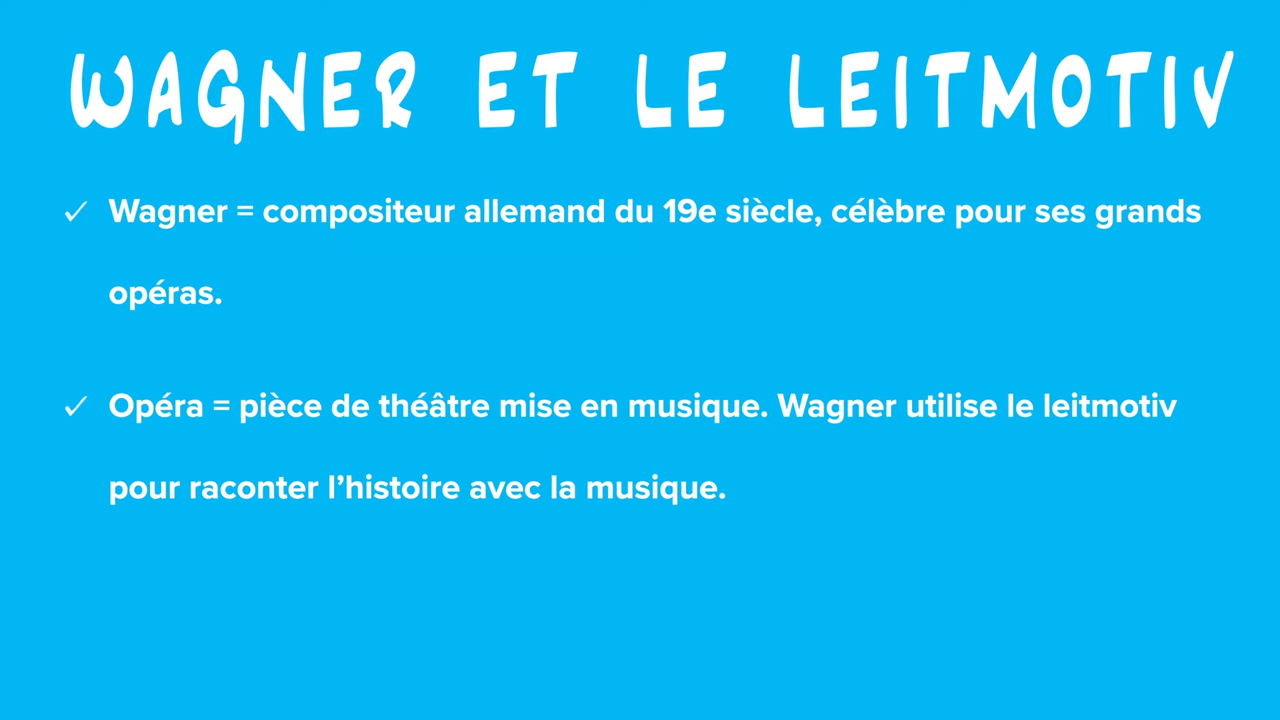 WAGNER ET LE LEITMOTIV
✓ Wagner = compositeur allemand du 19e siècle, célèbre pour ses grands
opéras.
✓ Opéra = pièce de théâtre mise en musique. Wagner utilise le leitmotiv
pour raconter l’histoire avec la musique.